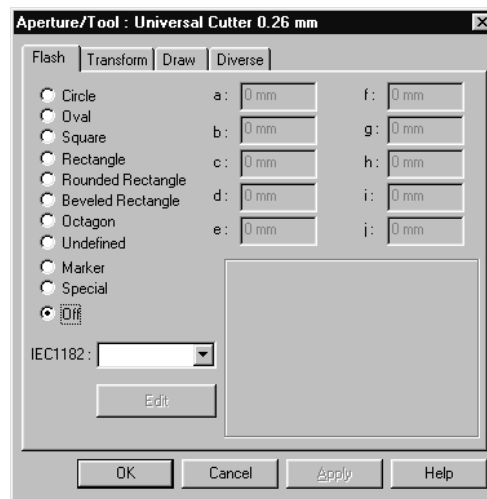 Aperture/Tool : Universal Cutter 0.26 mm
Flash Transform Draw Diverse
Circle
Oval
Square
Rectangle
Rounded Rectangle
Beveled Rectangle
Octagon
Undefined
Marker
Special
Off
a : 0 mm
b : 0 mm
c : 0 mm
d : 0 mm
e : 0 mm
f : 0 mm
g : 0 mm
h : 0 mm
i : 0 mm
j : 0 mm
IEC1182 :
Edit
OK Cancel Apply Help